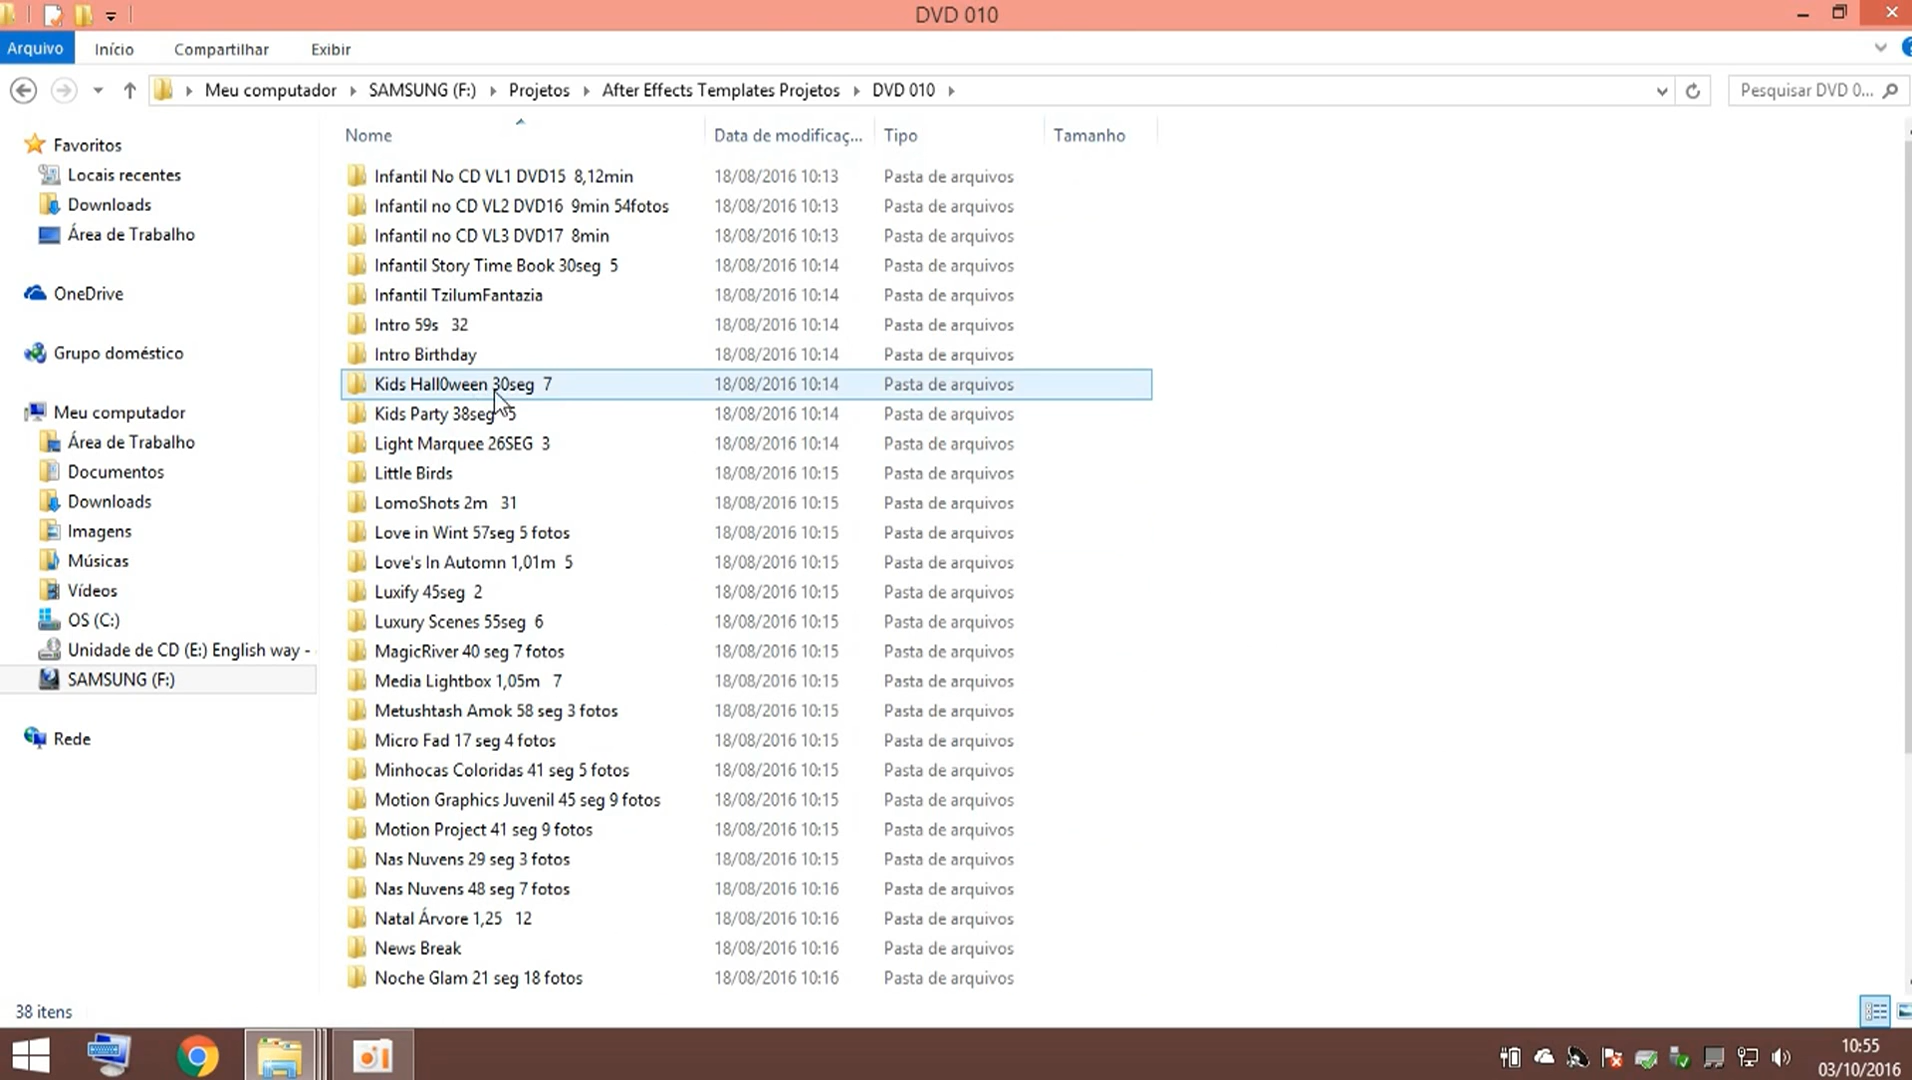 DVD 010
Arquivo Início Compartilhar Exibir
Meu computador SAMSUNG (F:) Projetos After Effects Templates Projetos DVD 010 Pesquisar DVD 0...
Nome Data de modificaç... Tipo Tamanho
Favoritos
Locais recentes
Downloads
Área de Trabalho
OneDrive
Grupo doméstico
Meu computador
Área de Trabalho
Documentos
Downloads
Imagens
Músicas
Vídeos
OS (C:)
Unidade de CD (E:) English way -
SAMSUNG (F:)
Rede
Infantil No CD VL1 DVD15 8,12min 18/08/2016 10:13 Pasta de arquivos
Infantil no CD VL2 DVD16 9min 54fotos 18/08/2016 10:13 Pasta de arquivos
Infantil no CD VL3 DVD17 8min 18/08/2016 10:13 Pasta de arquivos
Infantil Story Time Book 30seg 5 18/08/2016 10:14 Pasta de arquivos
Infantil TzilumFantazia 18/08/2016 10:14 Pasta de arquivos
Intro 59s 32 18/08/2016 10:14 Pasta de arquivos
Intro Birthday 18/08/2016 10:14 Pasta de arquivos
Kids Hall0ween 30seg 7 18/08/2016 10:14 Pasta de arquivos
Kids Party 38seg 5 18/08/2016 10:14 Pasta de arquivos
Light Marquee 26SEG 3 18/08/2016 10:14 Pasta de arquivos
Little Birds 18/08/2016 10:15 Pasta de arquivos
LomoShots 2m 31 18/08/2016 10:15 Pasta de arquivos
Love in Wint 57seg 5 fotos 18/08/2016 10:15 Pasta de arquivos
Love's In Automn 1,01m 5 18/08/2016 10:15 Pasta de arquivos
Luxify 45seg 2 18/08/2016 10:15 Pasta de arquivos
Luxury Scenes 55seg 6 18/08/2016 10:15 Pasta de arquivos
MagicRiver 40 seg 7 fotos 18/08/2016 10:15 Pasta de arquivos
Media Lightbox 1,05m 7 18/08/2016 10:15 Pasta de arquivos
Metushtash Amok 58 seg 3 fotos 18/08/2016 10:15 Pasta de arquivos
Micro Fad 17 seg 4 fotos 18/08/2016 10:15 Pasta de arquivos
Minhocas Coloridas 41 seg 5 fotos 18/08/2016 10:15 Pasta de arquivos
Motion Graphics Juvenil 45 seg 9 fotos 18/08/2016 10:15 Pasta de arquivos
Motion Project 41 seg 9 fotos 18/08/2016 10:15 Pasta de arquivos
Nas Nuvens 29 seg 3 fotos 18/08/2016 10:15 Pasta de arquivos
Nas Nuvens 48 seg 7 fotos 18/08/2016 10:16 Pasta de arquivos
Natal Árvore 1,25 12 18/08/2016 10:16 Pasta de arquivos
News Break 18/08/2016 10:16 Pasta de arquivos
Noche Glam 21 seg 18 fotos 18/08/2016 10:16 Pasta de arquivos
38 itens
10:55
03/10/2016